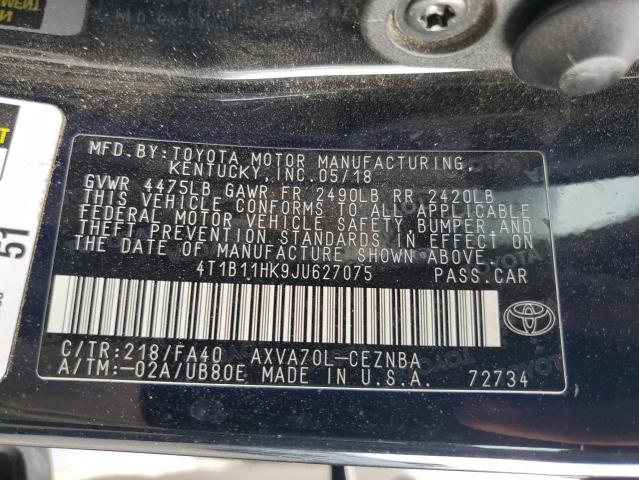 MFD.BY:TOYOTA MOTOR MANUFACTURING,
KENTUCKY,INC.05/18
GVWR 4475LB GAWR FR 2490LB RR 2420LB
THIS VEHICLE CONFORMS TO ALL APPLICABLE
FEDERAL MOTOR VEHICLE SAFETY,BUMPER,AND
THEFT PREVENTION STANDARDS IN EFFECT ON
THE DATE OF MANUFACTURE SHOWN ABOVE.
4T1B11HK9JU627075 PASS.CAR
C/TR:218/FA40 AXVA70L-CEZNBA
A/TM:-02A/UB80E MADE IN U.S.A. 72734
51